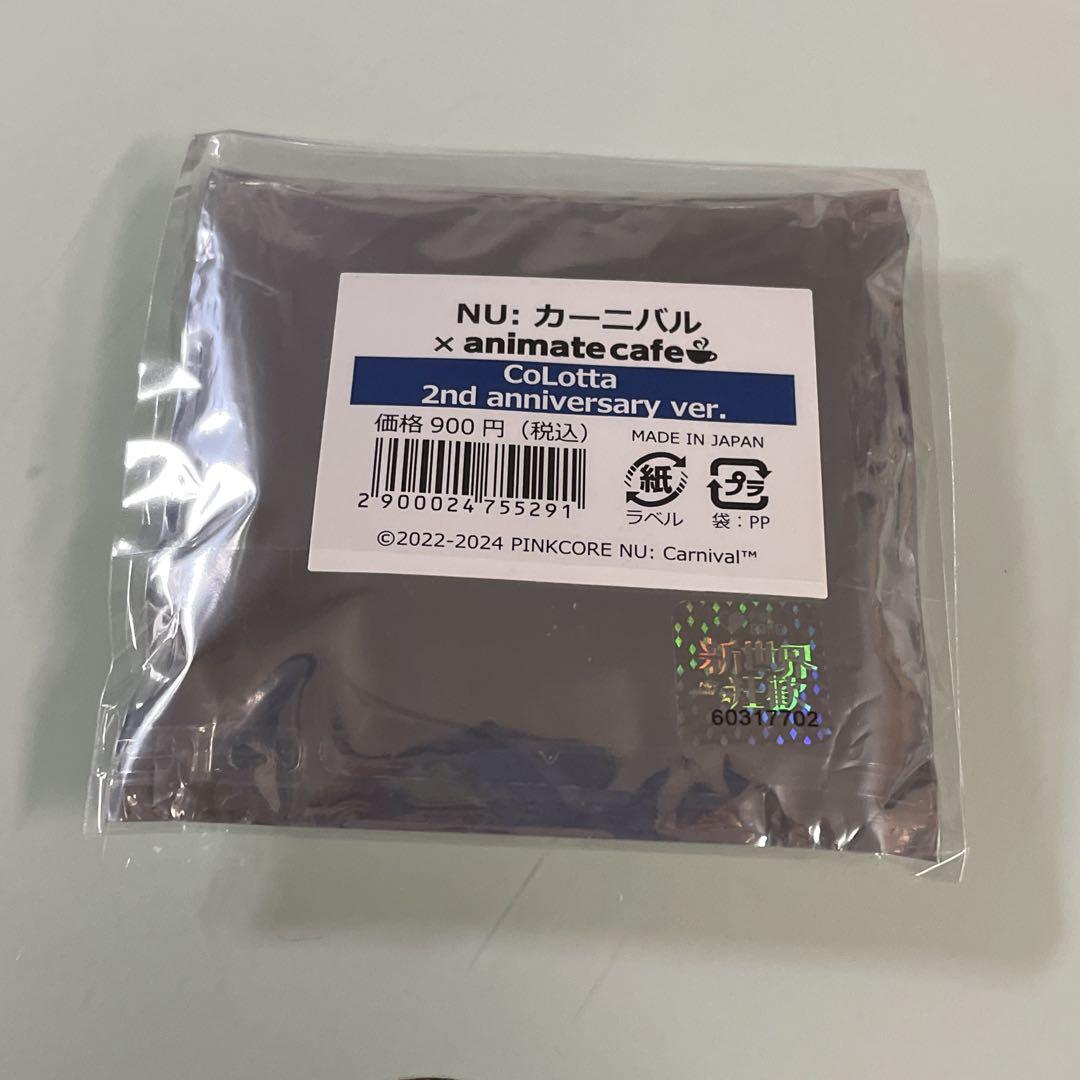 NU: カーニバル
× animate cafe
CoLotta
2nd anniversary ver.
価格 900 円（税込）
MADE IN JAPAN
紙
プラ
ラベル
袋：PP
2 900024 755291
©2022-2024 PINKCORE NU: Carnival™
新世界
狂歓
60317702